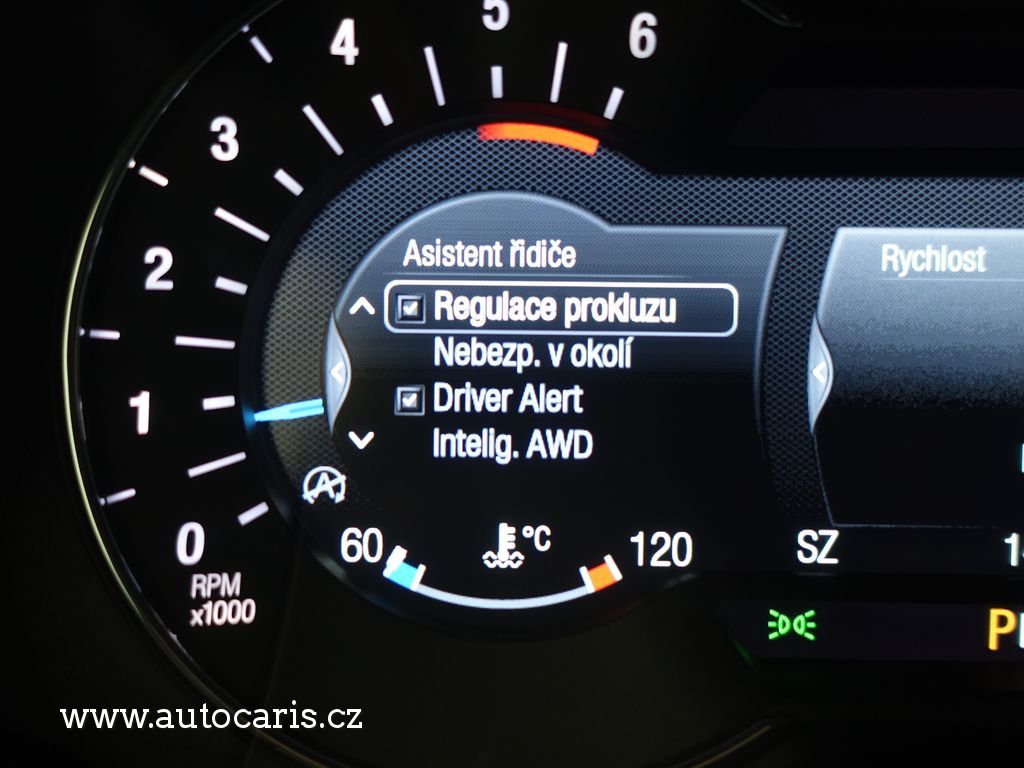 5
4
6
3
2
1
0
RPM
x1000
Asistent řidiče
Regulace prokluzu
Nebezp. v okolí
Driver Alert
Intelig. AWD
A
60
°C
120
Rychlost
SZ
P
www.autocaris.cz